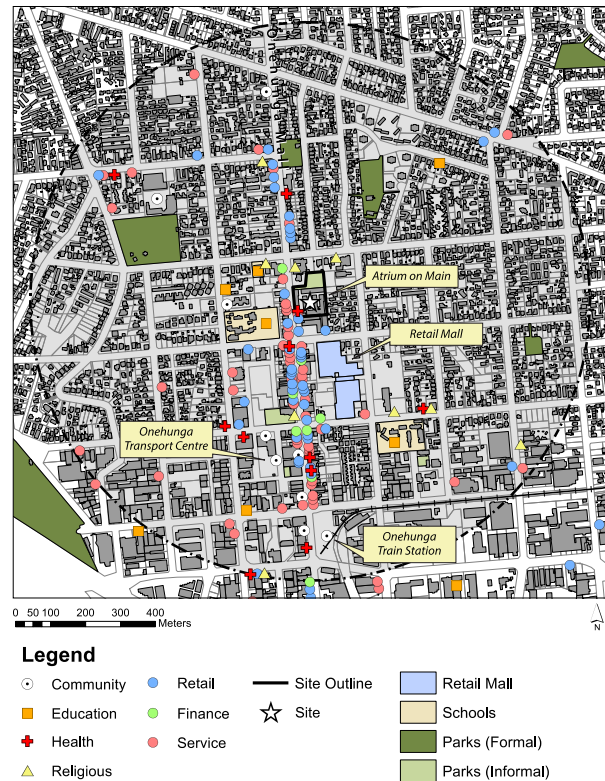 Onehunga Mall
Atrium on Main
Site
Retail Mall
Onehunga
Transport Centre
Onehunga
Train Station
0 50 100 200 300 400
Meters
N
Legend
Community
Retail
Site Outline
Retail Mall
Education
Finance
Site
Schools
Health
Service
Parks (Formal)
Religious
Parks (Informal)